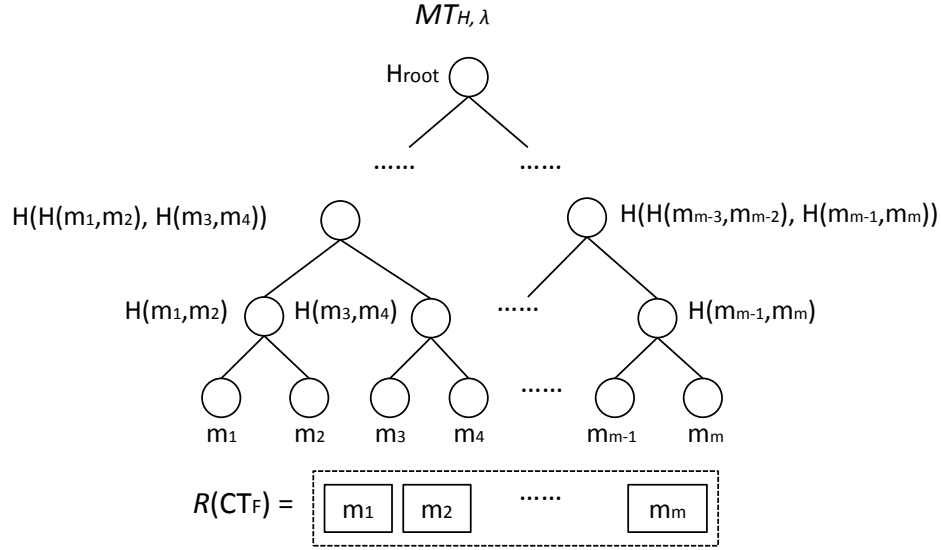 MT H, λ
Hroot
...... ......
H(H(m1,m2), H(m3,m4)) H(H(mm-3,mm-2), H(mm-1,mm))
H(m1,m2) H(m3,m4) ...... H(mm-1,mm)
......
m1 m2 m3 m4 mm-1 mm
R(CTF) = m1 m2 ...... mm